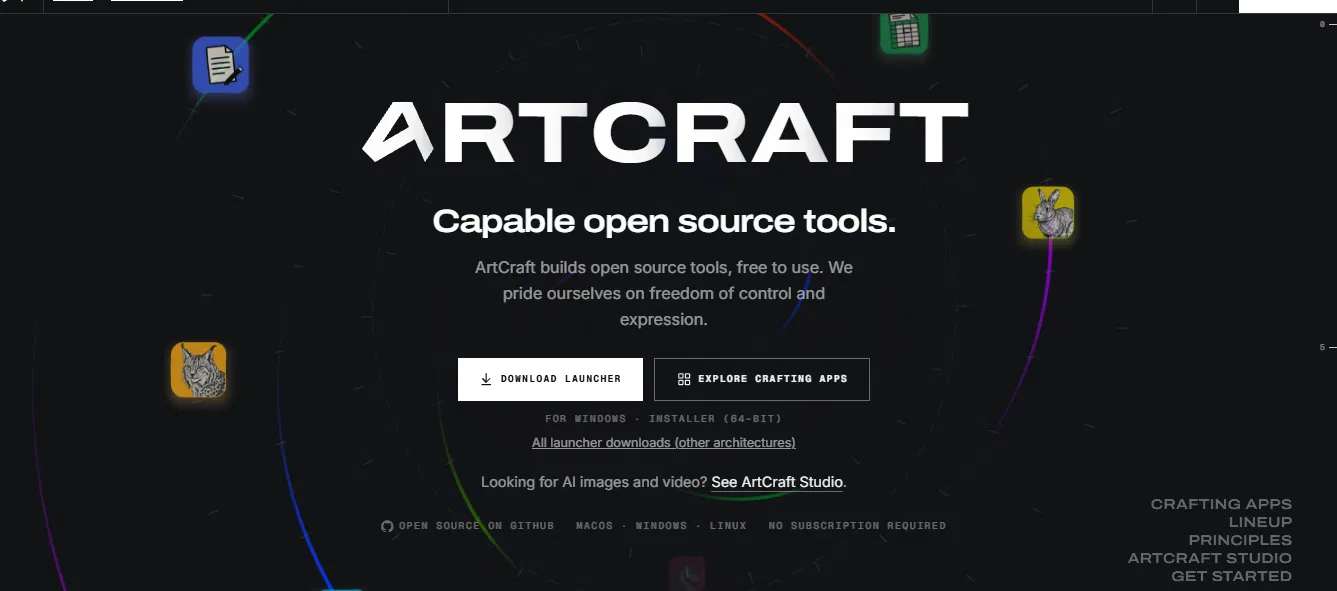 0
ARTCRAFT
Capable open source tools.
ArtCraft builds open source tools, free to use. We
pride ourselves on freedom of control and
expression.
5
DOWNLOAD LAUNCHER
EXPLORE CRAFTING APPS
FOR WINDOWS · INSTALLER (64-BIT)
All launcher downloads (other architectures)
Looking for AI images and video? See ArtCraft Studio.
OPEN SOURCE ON GITHUB MACOS · WINDOWS · LINUX NO SUBSCRIPTION REQUIRED
CRAFTING APPS
LINEUP
PRINCIPLES
ARTCRAFT STUDIO
GET STARTED